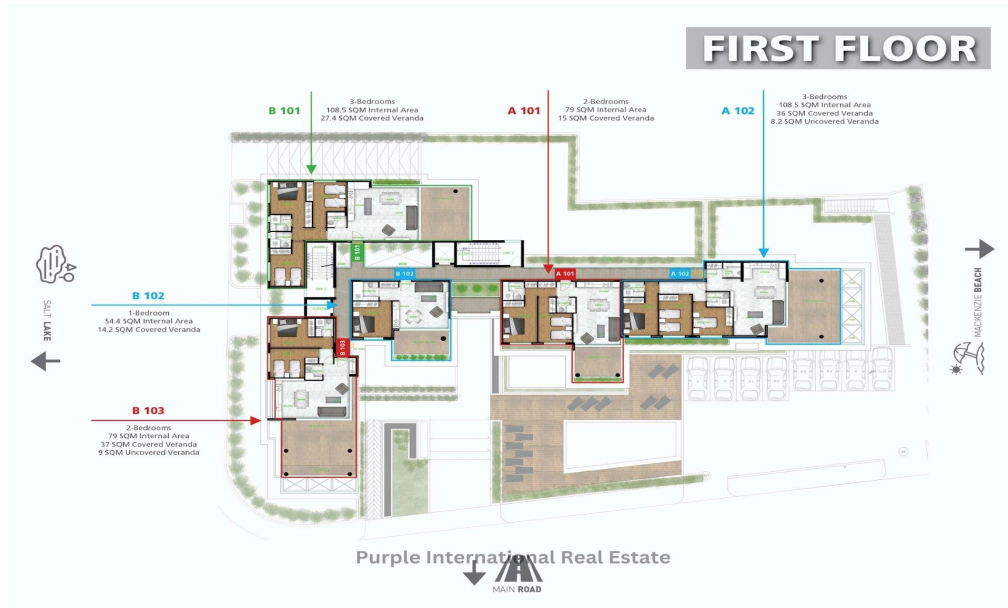 FIRST FLOOR
B 101
3-Bedrooms
108.5 SQM Internal Area
27.4 SQM Covered Veranda
A 101
2-Bedrooms
79 SQM Internal Area
15 SQM Covered Veranda
A 102
3-Bedrooms
108.5 SQM Internal Area
36 SQM Covered Veranda
8.2 SQM Uncovered Veranda
B 101
B 102
A 101
A 102
B 103
SALT LAKE
MACKENZIE BEACH
B 102
1-Bedroom
54.4 SQM Internal Area
14.2 SQM Covered Veranda
B 103
2-Bedrooms
79 SQM Internal Area
37 SQM Covered Veranda
9 SQM Uncovered Veranda
Purple International Real Estate
MAIN ROAD